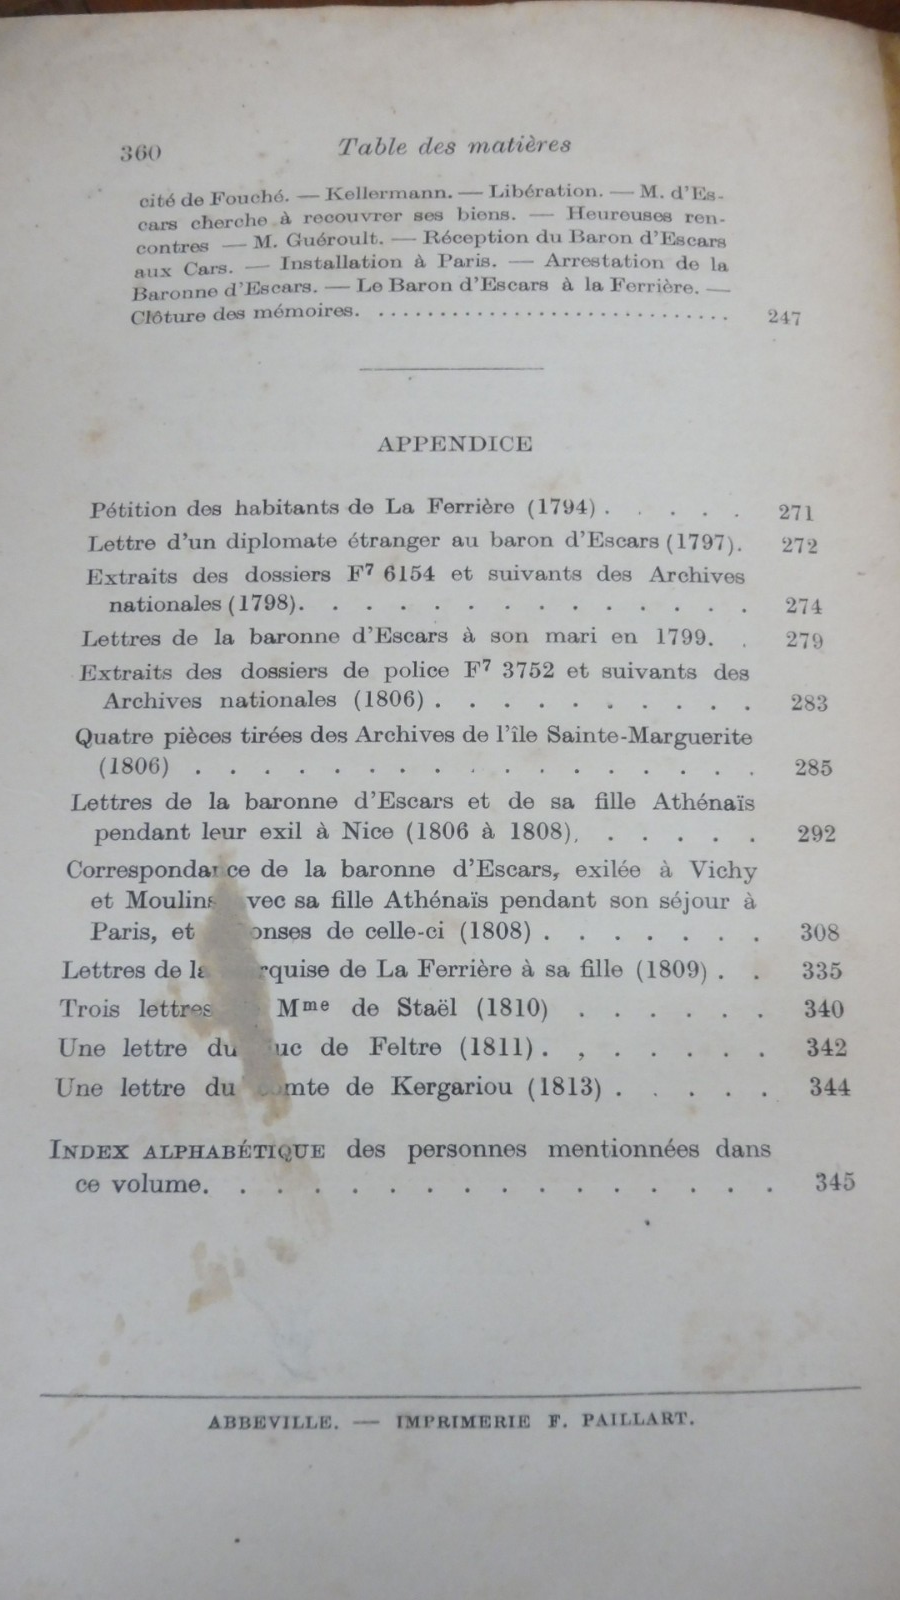 360 Table des matières
cité de Fouché. — Kellermann. — Libération. — M. d'Es-
cars cherche à recouvrer ses biens. — Heureuses ren-
contres — M. Guéroult. — Réception du Baron d'Escars
aux Cars. — Installation à Paris. — Arrestation de la
Baronne d'Escars. — Le Baron d'Escars à la Ferrière. —
Clôture des mémoires. . . . . . . . . . . . . . . . . . . . . . . . . . . . . . 247
APPENDICE
Pétition des habitants de La Ferrière (1794) . . . . . 271
Lettre d'un diplomate étranger au baron d'Escars (1797). 272
Extraits des dossiers F⁷ 6154 et suivants des Archives
nationales (1798). . . . . . . . . . . . . 274
Lettres de la baronne d'Escars à son mari en 1799. . 279
Extraits des dossiers de police F⁷ 3752 et suivants des
Archives nationales (1806) . . . . . . . . . . 283
Quatre pièces tirées des Archives de l'île Sainte-Marguerite
(1806) . . . . . . . . . . . . . . . . 285
Lettres de la baronne d'Escars et de sa fille Athénaïs
pendant leur exil à Nice (1806 à 1808). . . . . . 292
ce de la baronne d'Escars, exilée à Vichy
et vec sa fille Athénaïs pendant son séjour à
Paris, et onses de celle-ci (1808) . . . . . . . 308
Lettres de rquise de La Ferrière à sa fille (1809) . . 335
Trois lettres Mme de Staël (1810) . . . . . . 340
Une lettre du uc de Feltre (1811) . , . . . . . 342
Une lettre du mte de Kergariou (1813) . . . . . 344
INDEX ALPHABÉTIQUE des personnes mentionnées dans
ce volume. . . . . . . . . . . . . . . . 345
ABBEVILLE. — IMPRIMERIE F. PAILLART.